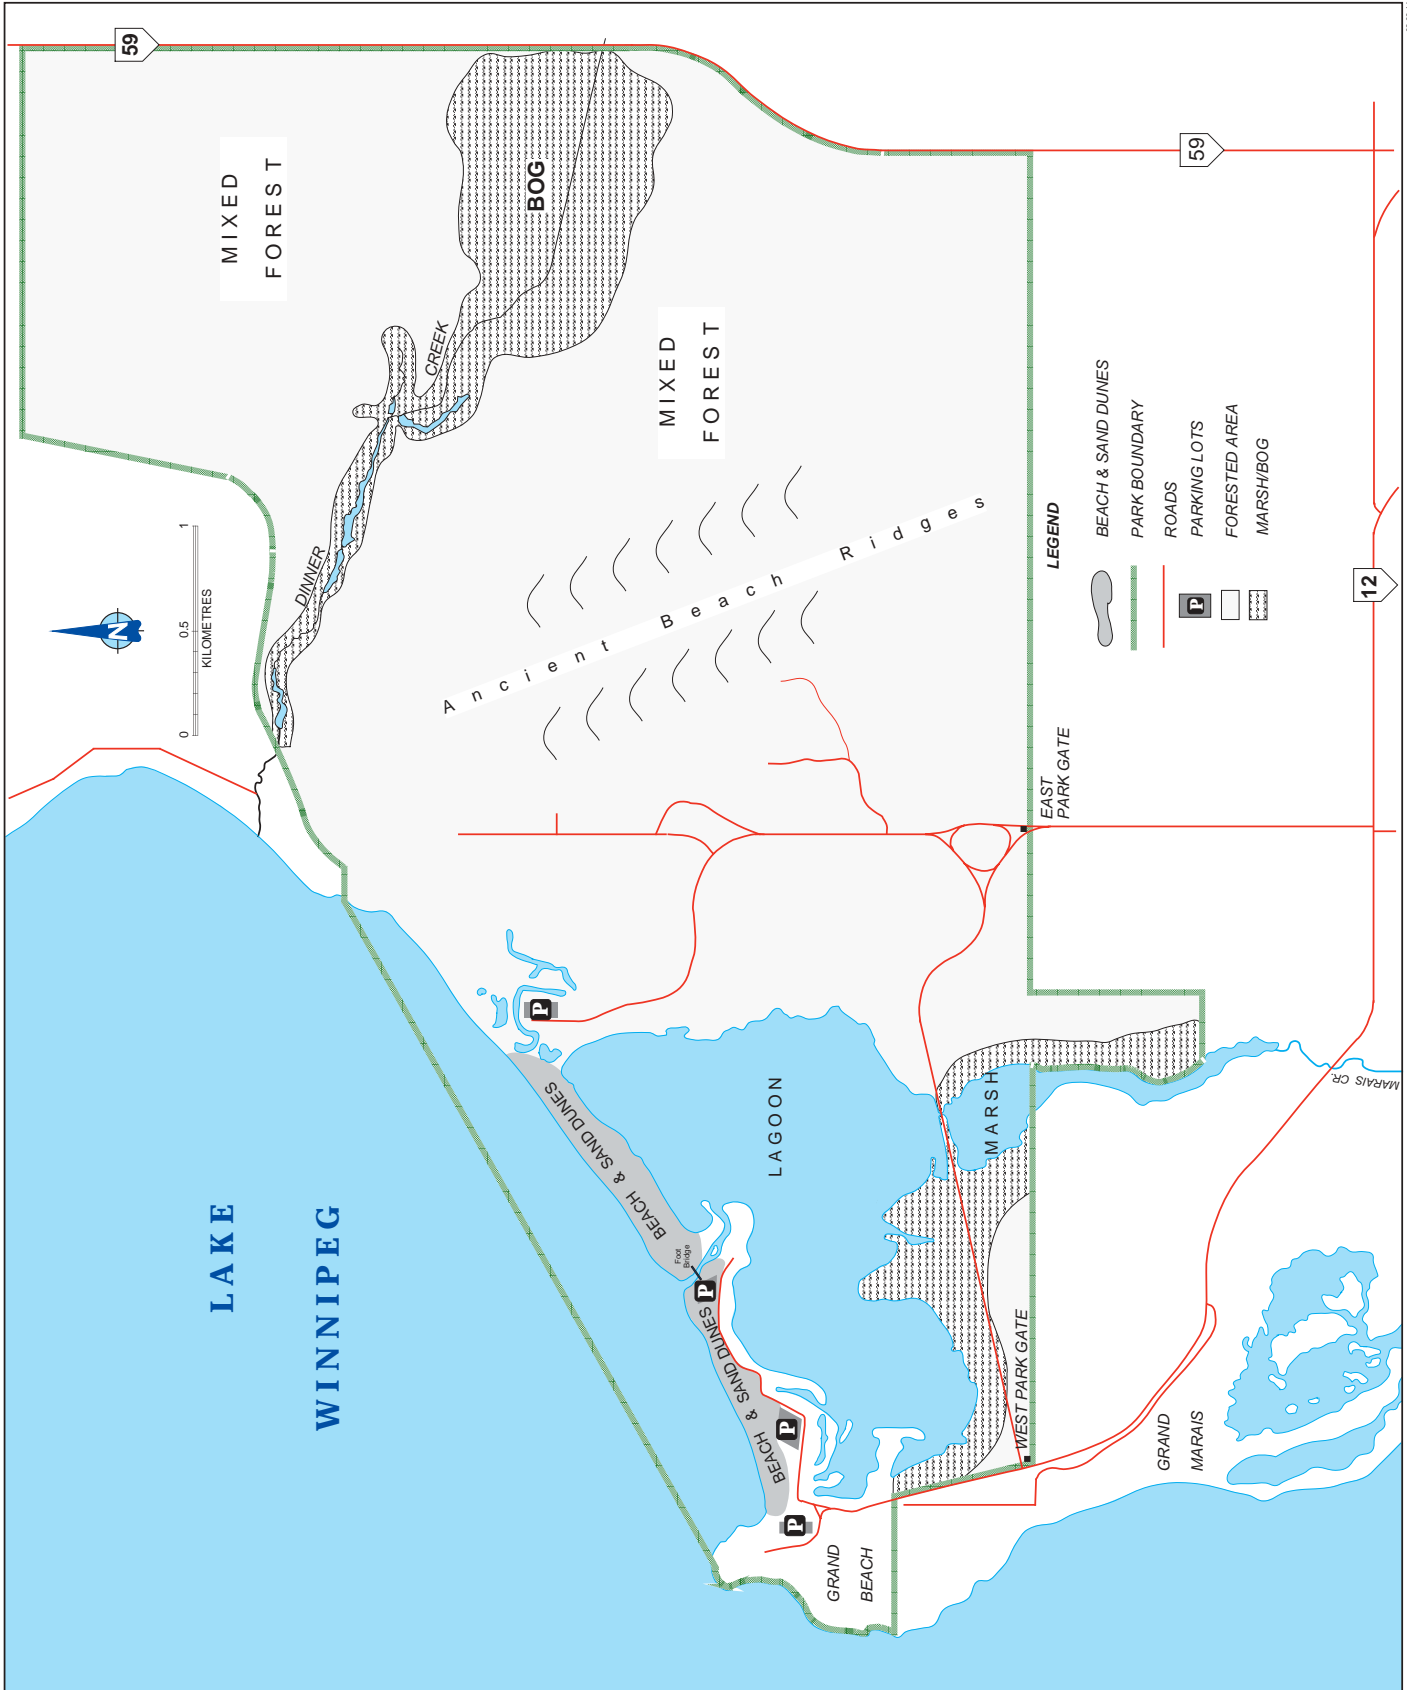 LAKE
WINNIPEG
59
MIXED
FOREST
BOG
CREEK
DINNER
MIXED
FOREST
N
0 0.5 1
KILOMETRES
Ancient Beach Ridges
59
P
BEACH & SAND DUNES
LAGOON
Foot
Bridge
P
BEACH & SAND DUNES
P
P
MARSH
EAST
PARK GATE
WEST PARK GATE
GRAND
BEACH
GRAND
MARAIS
MARAIS CR.
12
LEGEND
BEACH & SAND DUNES
PARK BOUNDARY
ROADS
P PARKING LOTS
FORESTED AREA
MARSH/BOG